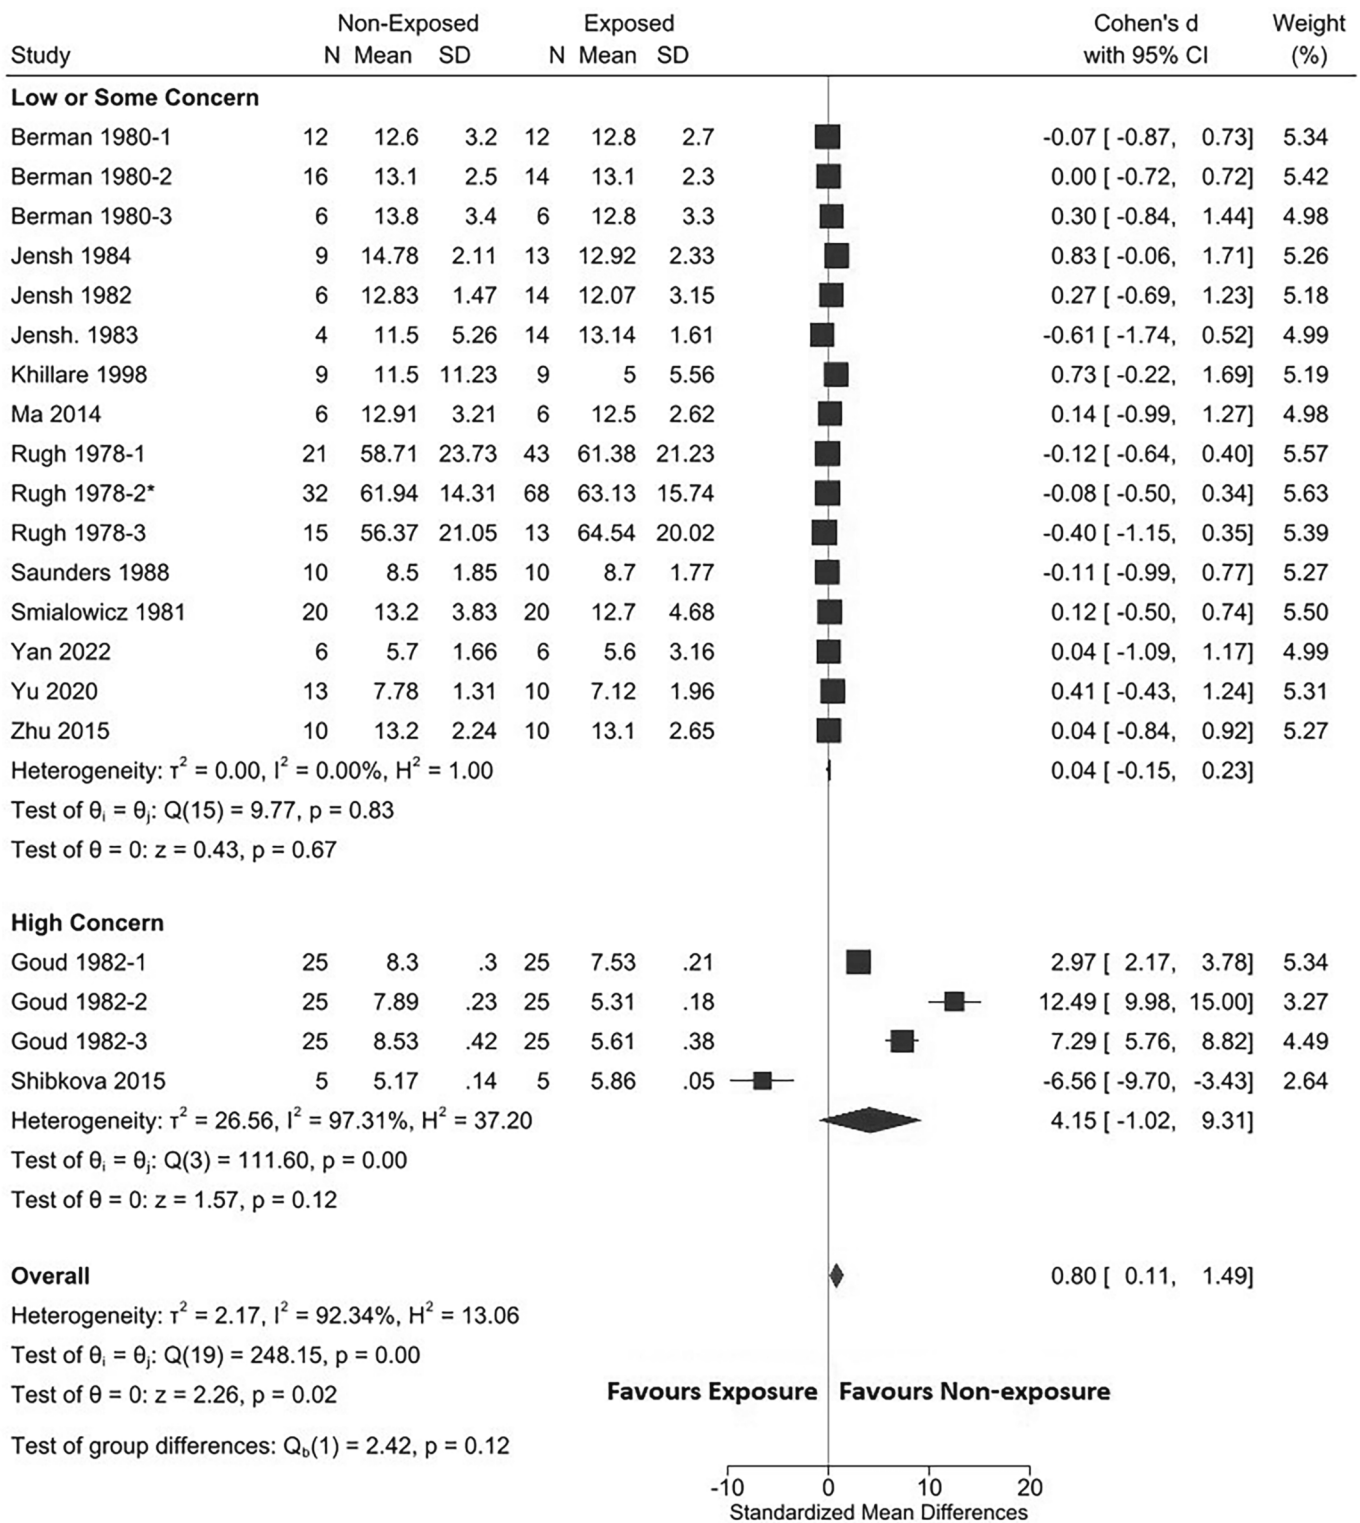 Non-Exposed Exposed Cohen's d Weight
Study N Mean SD N Mean SD with 95% CI (%)
Low or Some Concern
Berman 1980-1 12 12.6 3.2 12 12.8 2.7 -0.07 [ -0.87, 0.73] 5.34
Berman 1980-2 16 13.1 2.5 14 13.1 2.3 0.00 [ -0.72, 0.72] 5.42
Berman 1980-3 6 13.8 3.4 6 12.8 3.3 0.30 [ -0.84, 1.44] 4.98
Jensh 1984 9 14.78 2.11 13 12.92 2.33 0.83 [ -0.06, 1.71] 5.26
Jensh 1982 6 12.83 1.47 14 12.07 3.15 0.27 [ -0.69, 1.23] 5.18
Jensh. 1983 4 11.5 5.26 14 13.14 1.61 -0.61 [ -1.74, 0.52] 4.99
Khillare 1998 9 11.5 11.23 9 5 5.56 0.73 [ -0.22, 1.69] 5.19
Ma 2014 6 12.91 3.21 6 12.5 2.62 0.14 [ -0.99, 1.27] 4.98
Rugh 1978-1 21 58.71 23.73 43 61.38 21.23 -0.12 [ -0.64, 0.40] 5.57
Rugh 1978-2* 32 61.94 14.31 68 63.13 15.74 -0.08 [ -0.50, 0.34] 5.63
Rugh 1978-3 15 56.37 21.05 13 64.54 20.02 -0.40 [ -1.15, 0.35] 5.39
Saunders 1988 10 8.5 1.85 10 8.7 1.77 -0.11 [ -0.99, 0.77] 5.27
Smialowicz 1981 20 13.2 3.83 20 12.7 4.68 0.12 [ -0.50, 0.74] 5.50
Yan 2022 6 5.7 1.66 6 5.6 3.16 0.04 [ -1.09, 1.17] 4.99
Yu 2020 13 7.78 1.31 10 7.12 1.96 0.41 [ -0.43, 1.24] 5.31
Zhu 2015 10 13.2 2.24 10 13.1 2.65 0.04 [ -0.84, 0.92] 5.27
Heterogeneity: τ² = 0.00, I² = 0.00%, H² = 1.00 0.04 [ -0.15, 0.23]
Test of θᵢ = θⱼ: Q(15) = 9.77, p = 0.83
Test of θ = 0: z = 0.43, p = 0.67
High Concern
Goud 1982-1 25 8.3 .3 25 7.53 .21 2.97 [ 2.17, 3.78] 5.34
Goud 1982-2 25 7.89 .23 25 5.31 .18 12.49 [ 9.98, 15.00] 3.27
Goud 1982-3 25 8.53 .42 25 5.61 .38 7.29 [ 5.76, 8.82] 4.49
Shibkova 2015 5 5.17 .14 5 5.86 .05 -6.56 [ -9.70, -3.43] 2.64
Heterogeneity: τ² = 26.56, I² = 97.31%, H² = 37.20 4.15 [ -1.02, 9.31]
Test of θᵢ = θⱼ: Q(3) = 111.60, p = 0.00
Test of θ = 0: z = 1.57, p = 0.12
Overall 0.80 [ 0.11, 1.49]
Heterogeneity: τ² = 2.17, I² = 92.34%, H² = 13.06
Test of θᵢ = θⱼ: Q(19) = 248.15, p = 0.00
Test of θ = 0: z = 2.26, p = 0.02 Favours Exposure Favours Non-exposure
Test of group differences: Q_b(1) = 2.42, p = 0.12
-10 0 10 20
Standardized Mean Differences